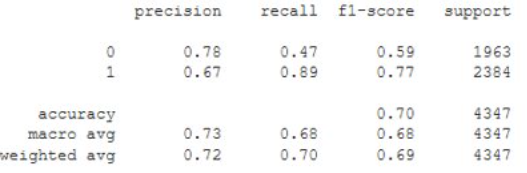 precision recall f1-score support
0 0.78 0.47 0.59 1963
1 0.67 0.89 0.77 2384
accuracy 0.70 4347
macro avg 0.73 0.68 0.68 4347
weighted avg 0.72 0.70 0.69 4347